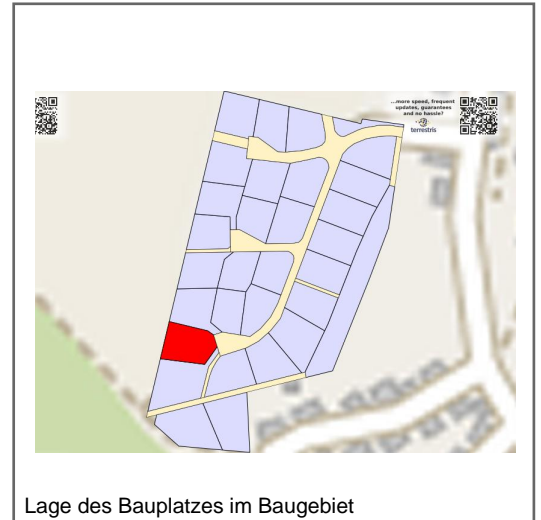 ...more speed, frequent
updates, guarantees
and no hassle?
terrestris
Lage des Bauplatzes im Baugebiet